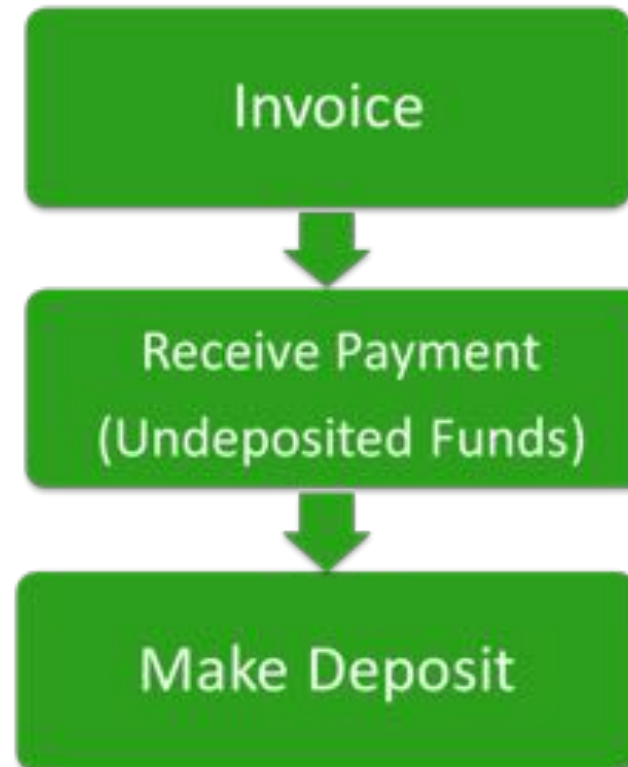 Invoice
Receive Payment
(Undeposited Funds)
Make Deposit